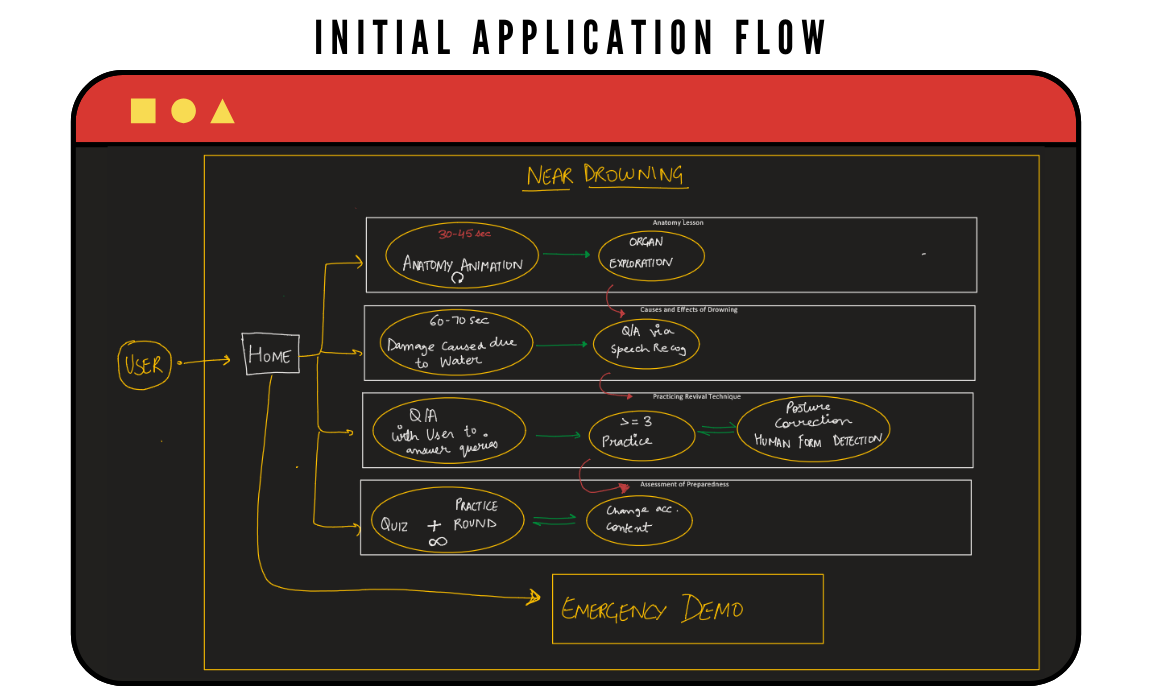 INITIAL APPLICATION FLOW
NEAR DROWNING
USER
HOME
Anatomy Lesson
30-45 sec
ANATOMY ANIMATION
ORGAN
EXPLORATION
Causes and Effects of Drowning
60-70 sec
Damage Caused due
to Water
Q/A via
Speech Recog
Practicing Revival Technique
Q/A
with User to
answer queries
>= 3
Practice
Posture
Correction
HUMAN FORM DETECTION
Assessment of Preparedness
QUIZ + PRACTICE
ROUND
∞
Change acc.
Content
EMERGENCY DEMO